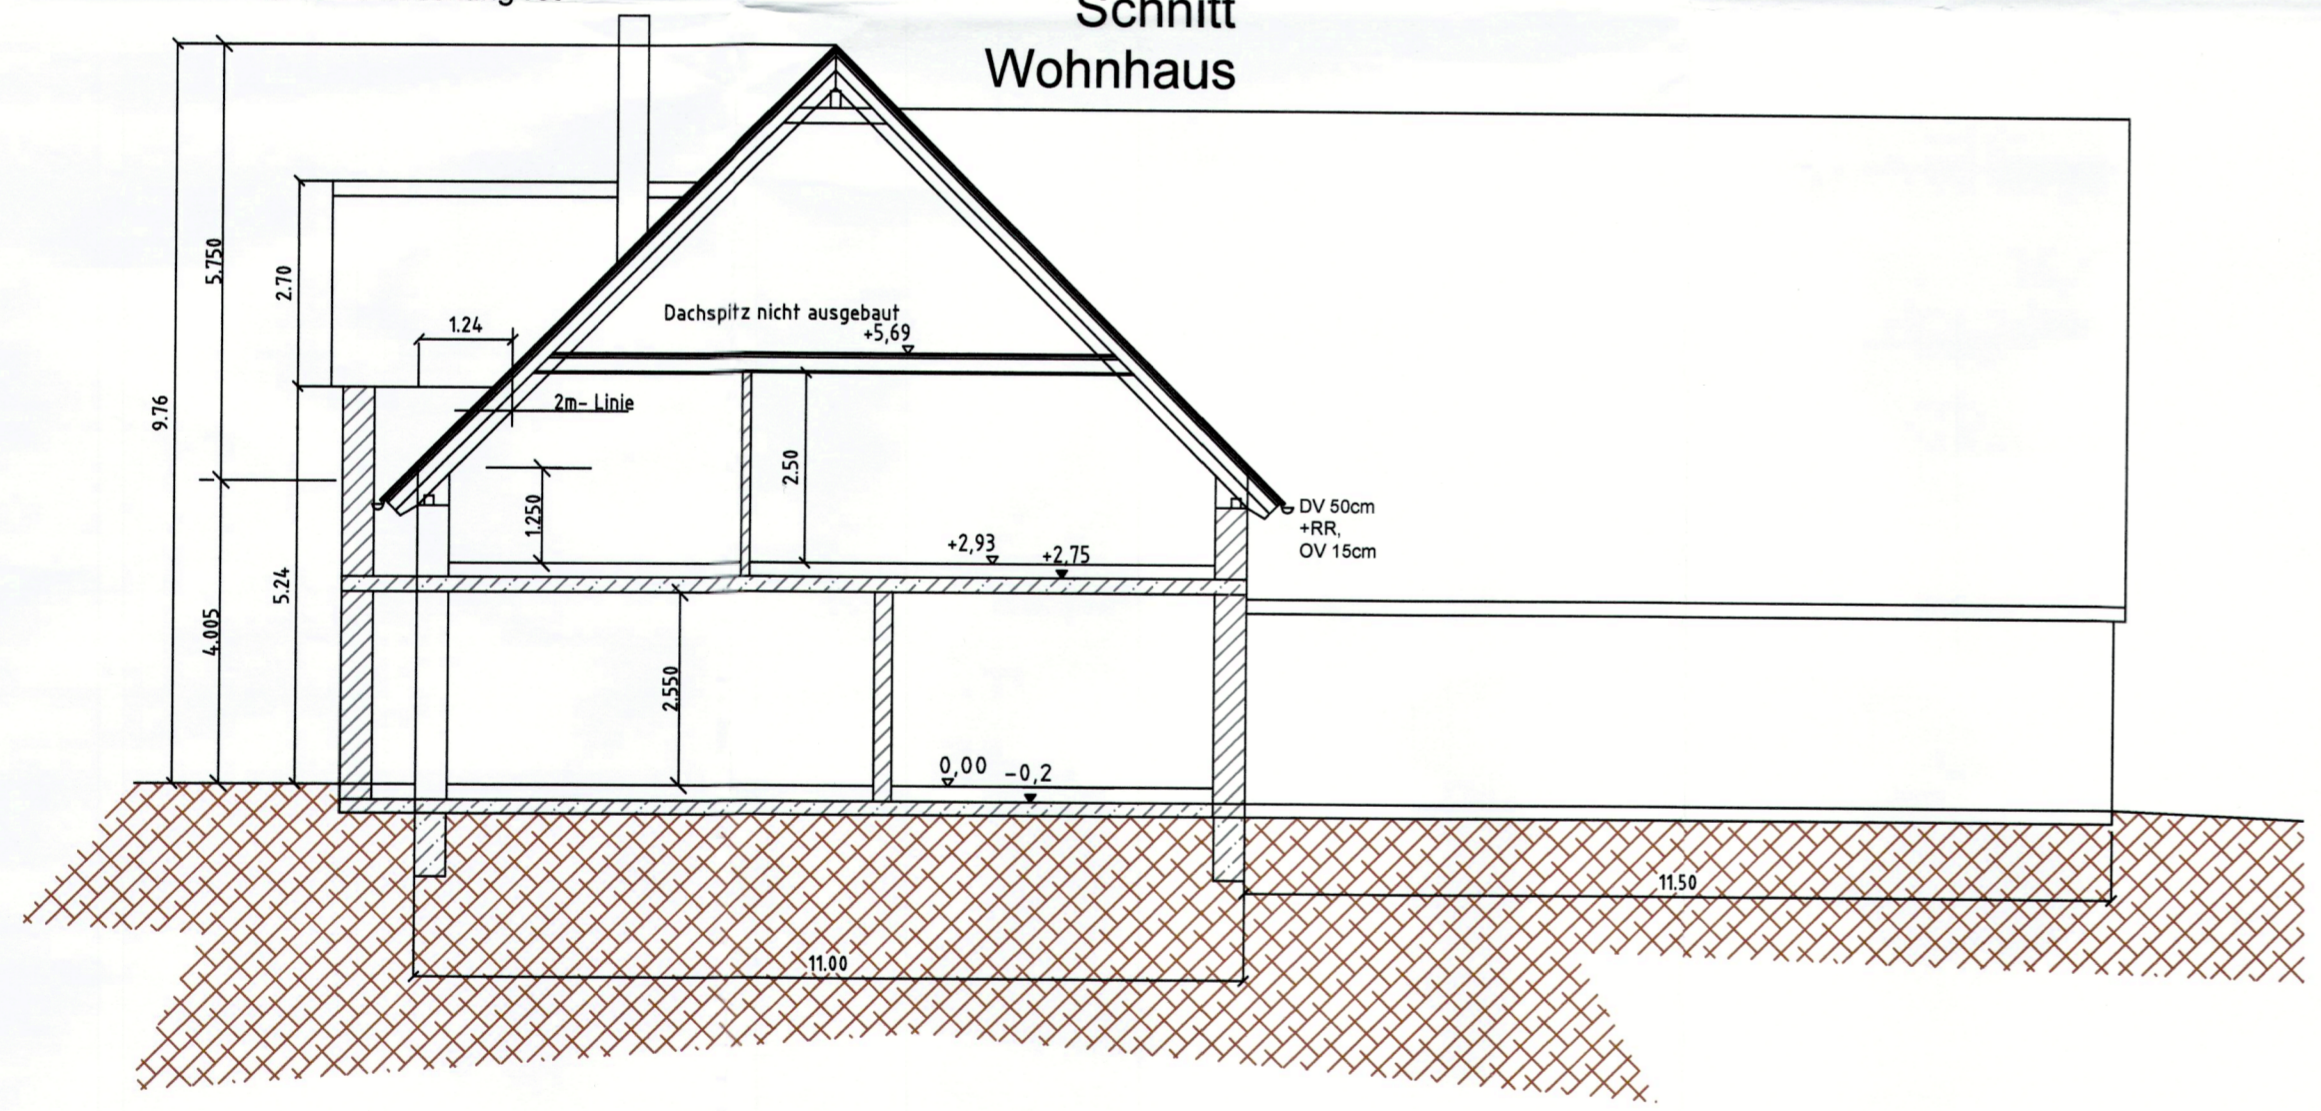 Schnitt
Wohnhaus
5.750
2.70
1.24
Dachspitz nicht ausgebaut
+5,69
9.76
2m- Linie
2.50
1.250
DV 50cm
+RR,
OV 15cm
+2,93
+2,75
5.24
4.005
2.550
0,00
-0,2
11.50
11.00